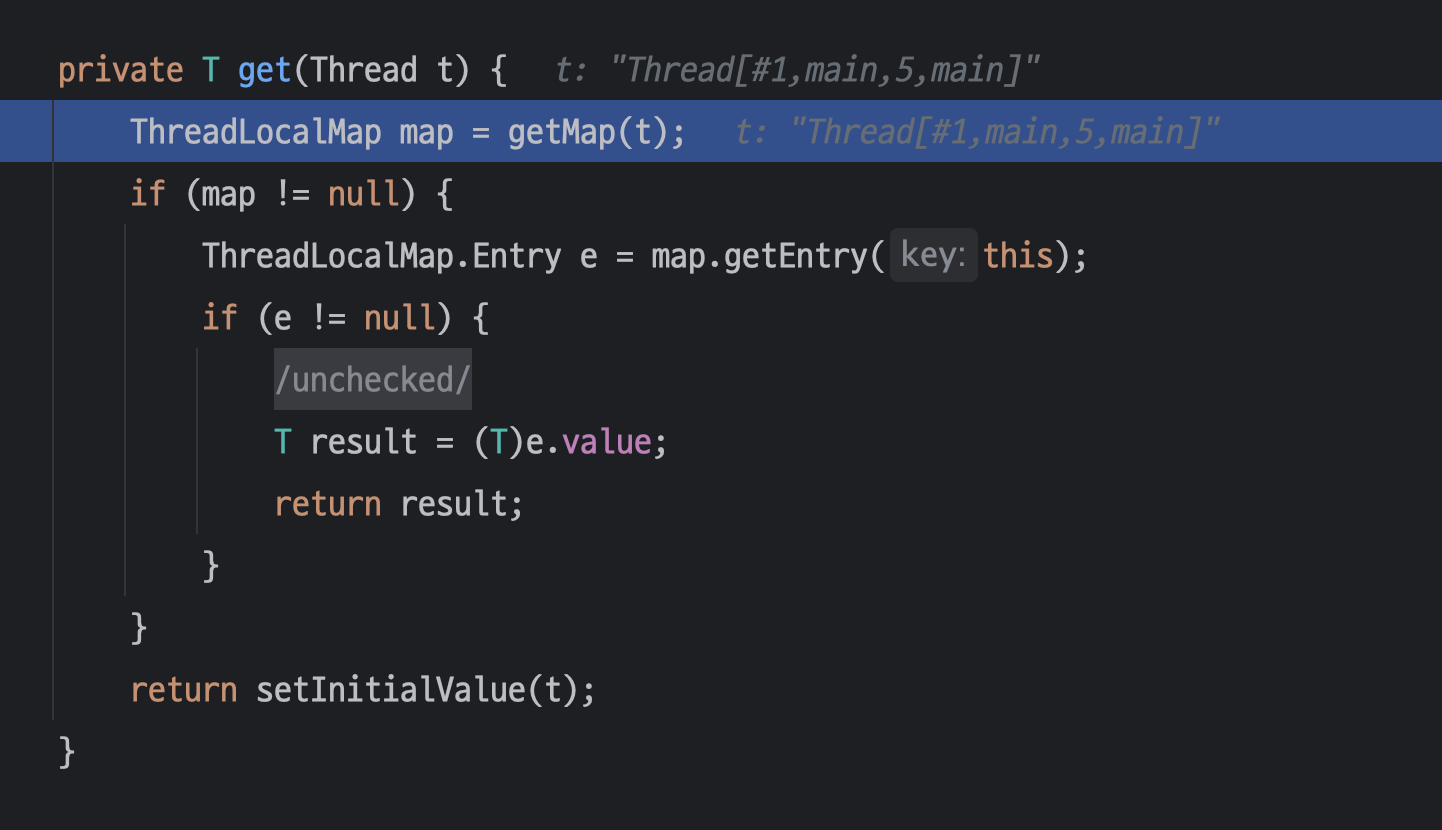 private T get(Thread t) {   t: "Thread[#1,main,5,main]"
    ThreadLocalMap map = getMap(t);   t: "Thread[#1,main,5,main]"
    if (map != null) {
        ThreadLocalMap.Entry e = map.getEntry( key: this);
        if (e != null) {
            /unchecked/
            T result = (T)e.value;
            return result;
        }
    }
    return setInitialValue(t);
}